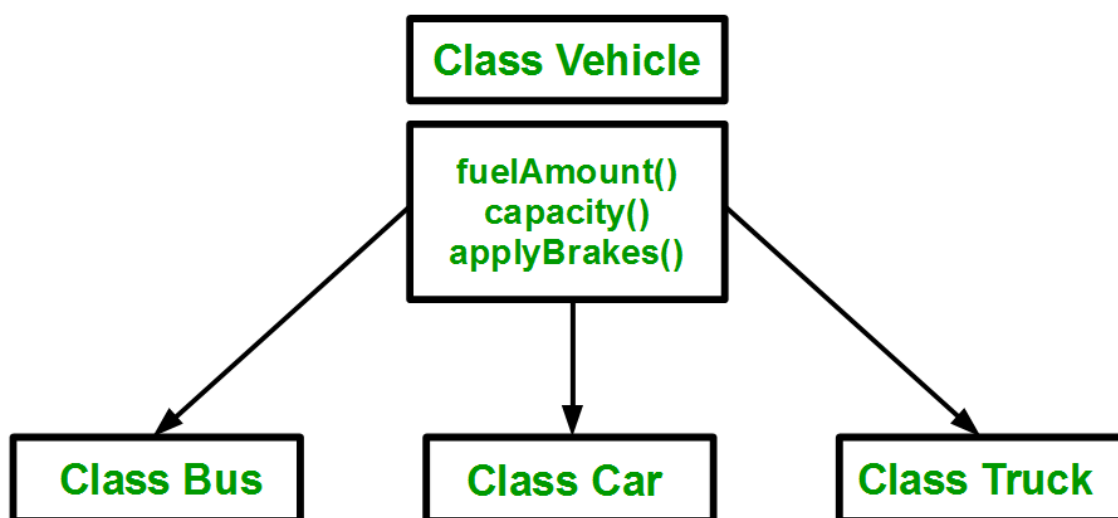 Class Vehicle
fuelAmount()
capacity()
applyBrakes()
Class Bus
Class Car
Class Truck